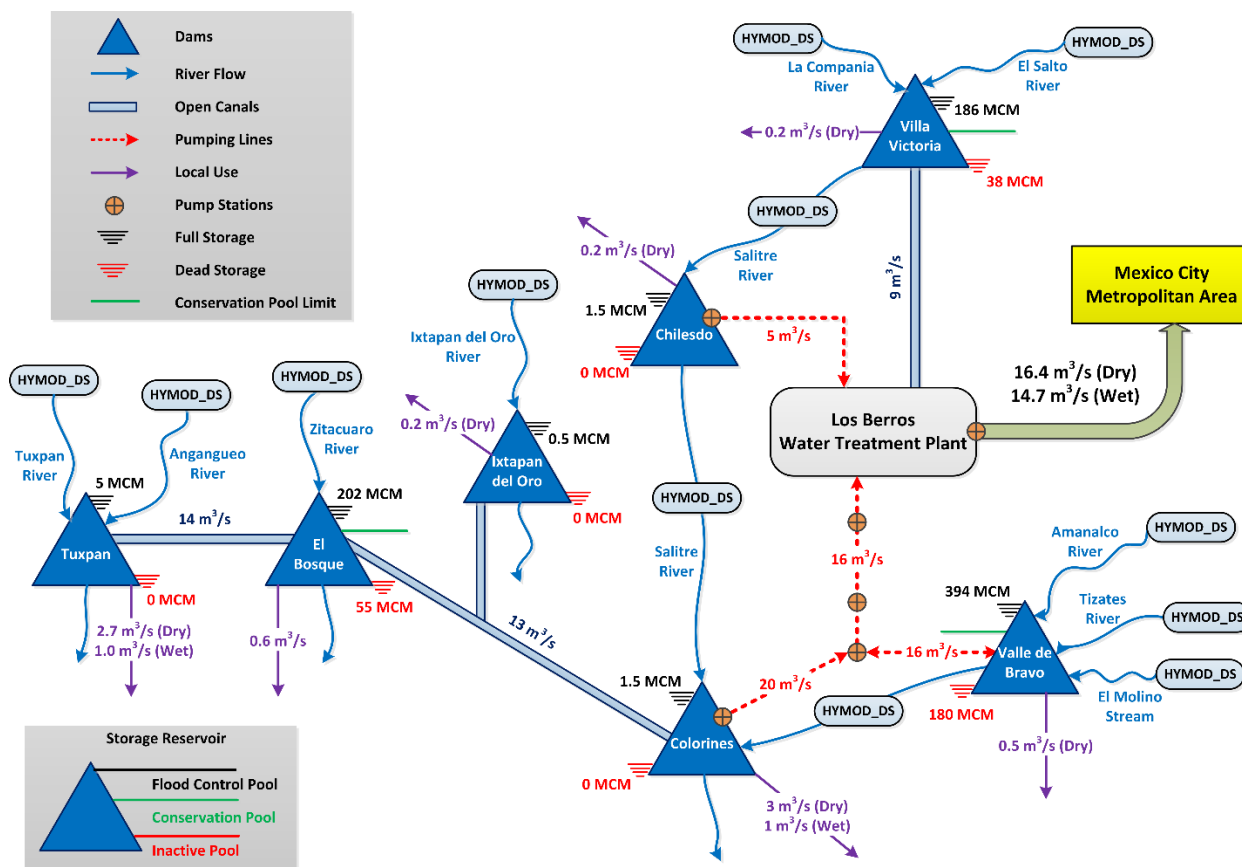 Dams
River Flow
Open Canals
Pumping Lines
Local Use
Pump Stations
Full Storage
Dead Storage
Conservation Pool Limit
HYMOD_DS
HYMOD_DS
La Compania
River
El Salto
River
186 MCM
Villa
Victoria
0.2 m³/s (Dry)
38 MCM
HYMOD_DS
Salitre
River
9 m³/s
0.2 m³/s (Dry)
1.5 MCM
Chilesdo
0 MCM
5 m³/s
Mexico City
Metropolitan Area
16.4 m³/s (Dry)
14.7 m³/s (Wet)
Los Berros
Water Treatment Plant
HYMOD_DS
Ixtapan del Oro
River
0.2 m³/s (Dry)
0.5 MCM
Ixtapan
del Oro
0 MCM
HYMOD_DS
HYMOD_DS
HYMOD_DS
Tuxpan
River
Angangueo
River
Zitacuaro
River
5 MCM
Tuxpan
0 MCM
14 m³/s
202 MCM
El
Bosque
55 MCM
2.7 m³/s (Dry)
1.0 m³/s (Wet)
0.6 m³/s
13 m³/s
HYMOD_DS
Salitre
River
16 m³/s
20 m³/s
16 m³/s
1.5 MCM
Colorines
0 MCM
3 m³/s (Dry)
1 m³/s (Wet)
HYMOD_DS
HYMOD_DS
Amanalco
River
394 MCM
Tizates
River
HYMOD_DS
Valle de
Bravo
180 MCM
El Molino
Stream
HYMOD_DS
0.5 m³/s (Dry)
Storage Reservoir
Flood Control Pool
Conservation Pool
Inactive Pool